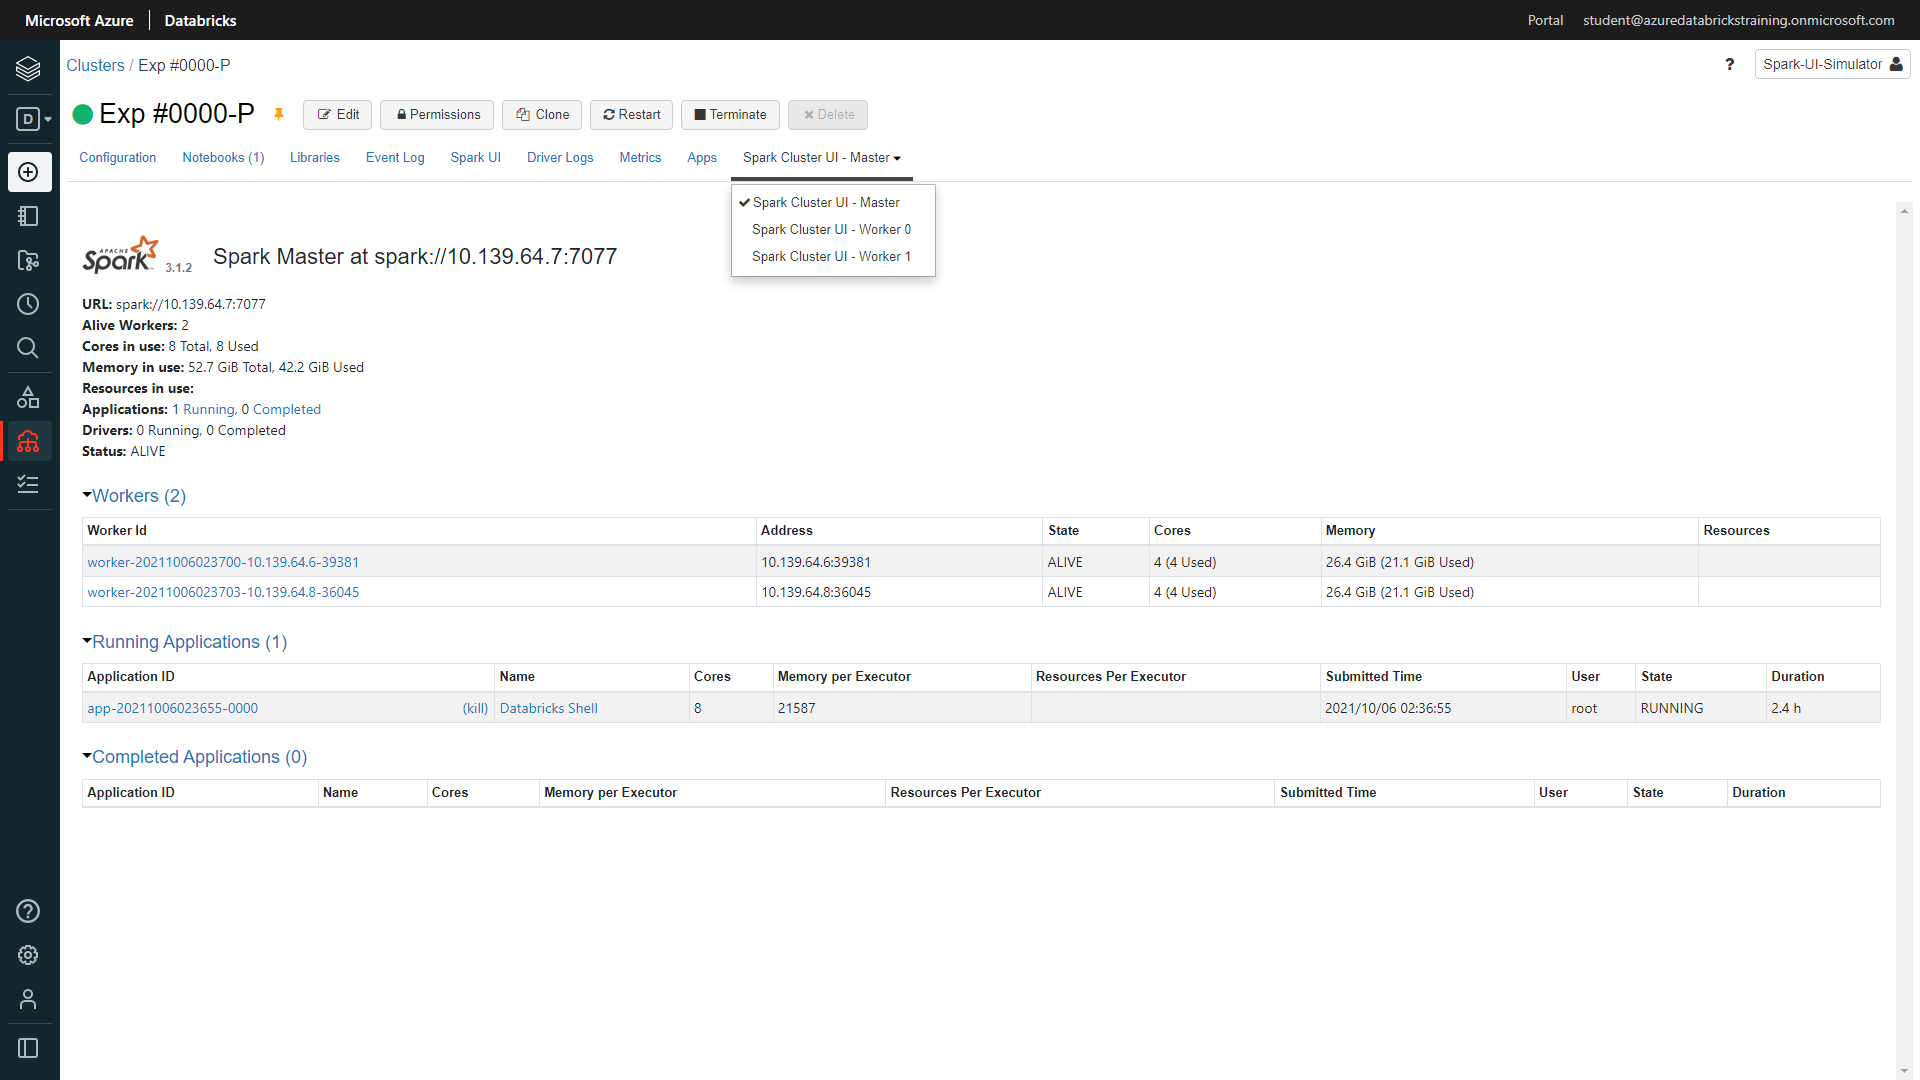 Microsoft Azure Databricks Portal student@azuredatabrickstraining.onmicrosoft.com
Clusters / Exp #0000-P ? Spark-UI-Simulator
D
Exp #0000-P Edit Permissions Clone Restart Terminate Delete
Configuration Notebooks (1) Libraries Event Log Spark UI Driver Logs Metrics Apps Spark Cluster UI - Master
Spark Cluster UI - Master
Spark Cluster UI - Worker 0
Spark Cluster UI - Worker 1
APACHE Spark 3.1.2 Spark Master at spark://10.139.64.7:7077
URL: spark://10.139.64.7:7077
Alive Workers: 2
Cores in use: 8 Total, 8 Used
Memory in use: 52.7 GiB Total, 42.2 GiB Used
Resources in use:
Applications: 1 Running, 0 Completed
Drivers: 0 Running, 0 Completed
Status: ALIVE
Workers (2)
Worker Id Address State Cores Memory Resources
worker-20211006023700-10.139.64.6-39381 10.139.64.6:39381 ALIVE 4 (4 Used) 26.4 GiB (21.1 GiB Used)
worker-20211006023703-10.139.64.8-36045 10.139.64.8:36045 ALIVE 4 (4 Used) 26.4 GiB (21.1 GiB Used)
Running Applications (1)
Application ID Name Cores Memory per Executor Resources Per Executor Submitted Time User State Duration
app-20211006023655-0000 (kill) Databricks Shell 8 21587 2021/10/06 02:36:55 root RUNNING 2.4 h
Completed Applications (0)
Application ID Name Cores Memory per Executor Resources Per Executor Submitted Time User State Duration